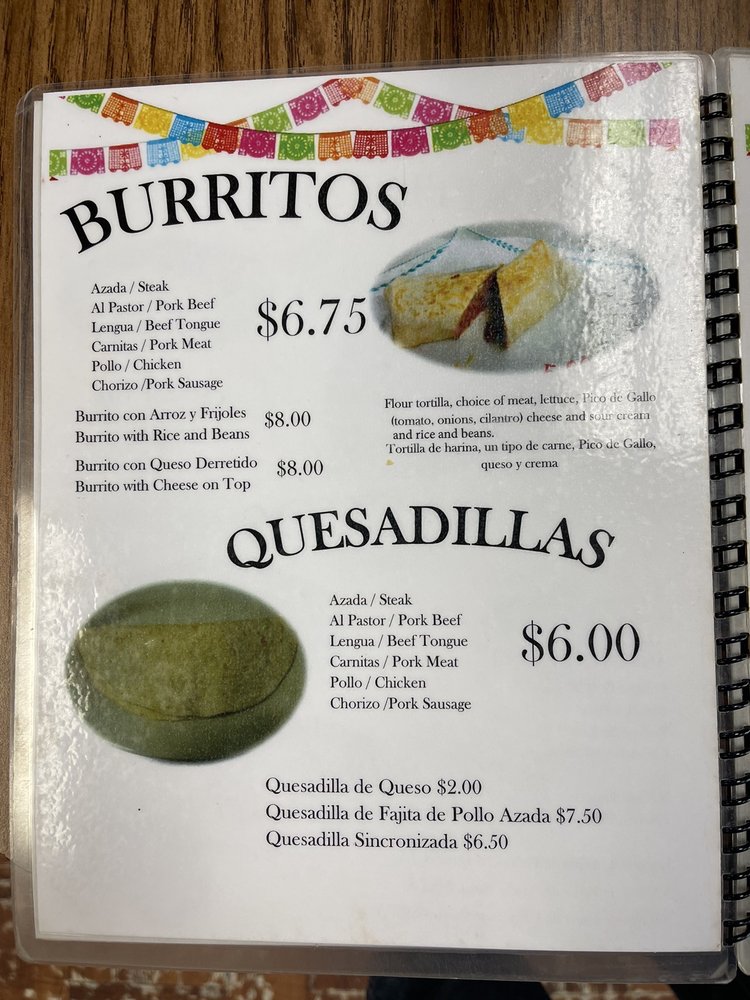 BURRITOS
Azada / Steak
Al Pastor / Pork Beef
Lengua / Beef Tongue
Carnitas / Pork Meat
Pollo / Chicken
Chorizo /Pork Sausage
$6.75
Burrito con Arroz y Frijoles
Burrito with Rice and Beans
$8.00
Burrito con Queso Derretido
Burrito with Cheese on Top
$8.00
Flour tortilla, choice of meat, lettuce, Pico de Gallo
(tomato, onions, cilantro) cheese and sour cream
and rice and beans.
Tortilla de harina, un tipo de carne, Pico de Gallo,
queso y crema
QUESADILLAS
Azada / Steak
Al Pastor / Pork Beef
Lengua / Beef Tongue
Carnitas / Pork Meat
Pollo / Chicken
Chorizo /Pork Sausage
$6.00
Quesadilla de Queso $2.00
Quesadilla de Fajita de Pollo Azada $7.50
Quesadilla Sincronizada $6.50